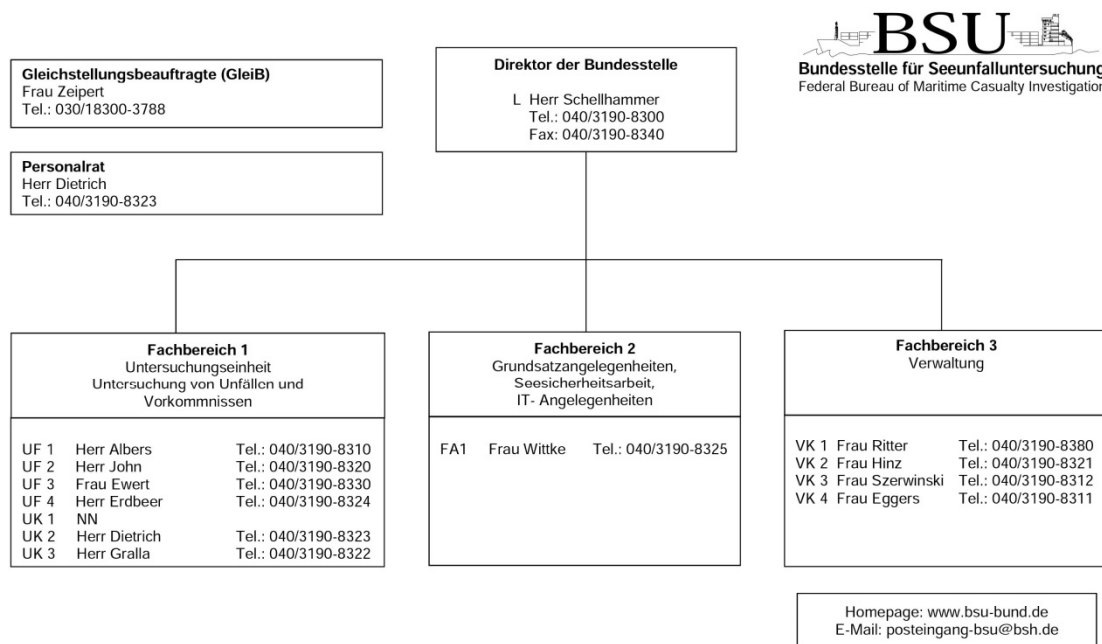 BSU
Bundesstelle für Seeunfalluntersuchung
Federal Bureau of Maritime Casualty Investigation
Gleichstellungsbeauftragte (GleiB)
Frau Zeipert
Tel.: 030/18300-3788
Direktor der Bundesstelle
L Herr Schellhammer
Tel.: 040/3190-8300
Fax: 040/3190-8340
Personalrat
Herr Dietrich
Tel.: 040/3190-8323
Fachbereich 1
Untersuchungseinheit
Untersuchung von Unfällen und
Vorkommnissen
UF 1 Herr Albers Tel.: 040/3190-8310
UF 2 Herr John Tel.: 040/3190-8320
UF 3 Frau Ewert Tel.: 040/3190-8330
UF 4 Herr Erdbeer Tel.: 040/3190-8324
UK 1 NN
UK 2 Herr Dietrich Tel.: 040/3190-8323
UK 3 Herr Gralla Tel.: 040/3190-8322
Fachbereich 2
Grundsatzangelegenheiten,
Seesicherheitsarbeit,
IT- Angelegenheiten
FA1 Frau Wittke Tel.: 040/3190-8325
Fachbereich 3
Verwaltung
VK 1 Frau Ritter Tel.: 040/3190-8380
VK 2 Frau Hinz Tel.: 040/3190-8321
VK 3 Frau Szerwinski Tel.: 040/3190-8312
VK 4 Frau Eggers Tel.: 040/3190-8311
Homepage: www.bsu-bund.de
E-Mail: posteingang-bsu@bsh.de